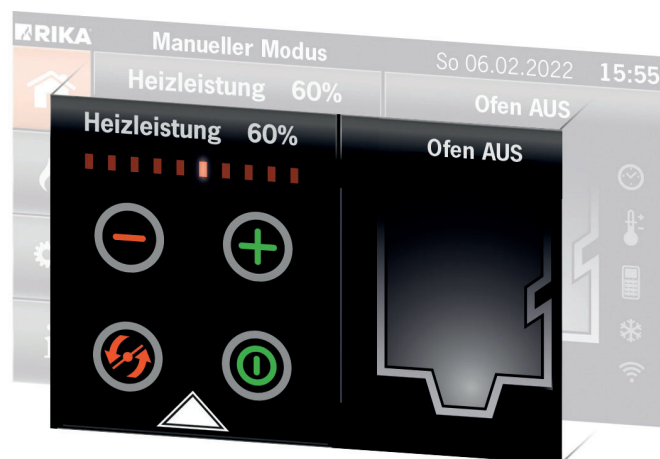 RIKA
Manueller Modus
So 06.02.2022 15:55
Heizleistung 60%
Ofen AUS
Heizleistung 60%
Ofen AUS